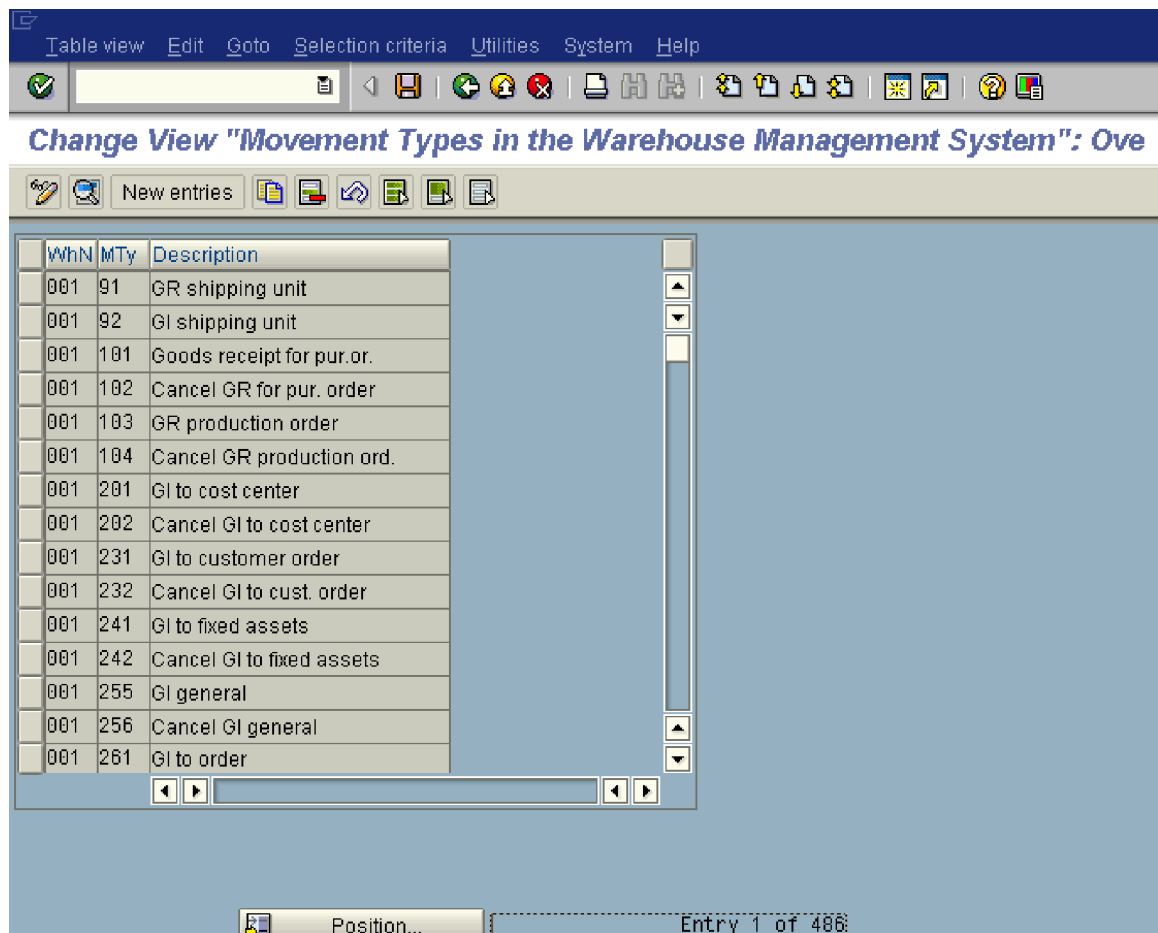 Table view Edit Goto Selection criteria Utilities System Help
Change View "Movement Types in the Warehouse Management System": Ove
New entries
WhN MTy Description
001 91 GR shipping unit
001 92 GI shipping unit
001 101 Goods receipt for pur.or.
001 102 Cancel GR for pur. order
001 103 GR production order
001 104 Cancel GR production ord.
001 201 GI to cost center
001 202 Cancel GI to cost center
001 231 GI to customer order
001 232 Cancel GI to cust. order
001 241 GI to fixed assets
001 242 Cancel GI to fixed assets
001 255 GI general
001 256 Cancel GI general
001 261 GI to order
Position... Entry 1 of 486